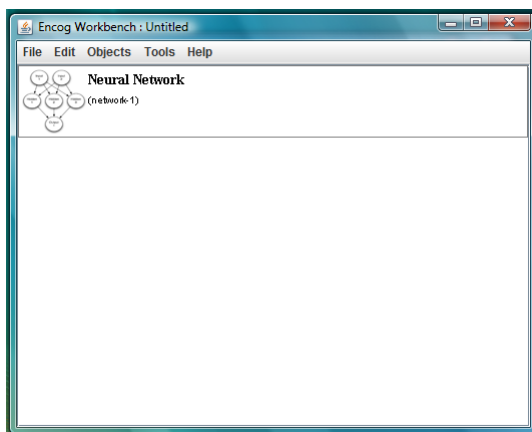 Encog Workbench : Untitled
File Edit Objects Tools Help
Neural Network
(network-1)